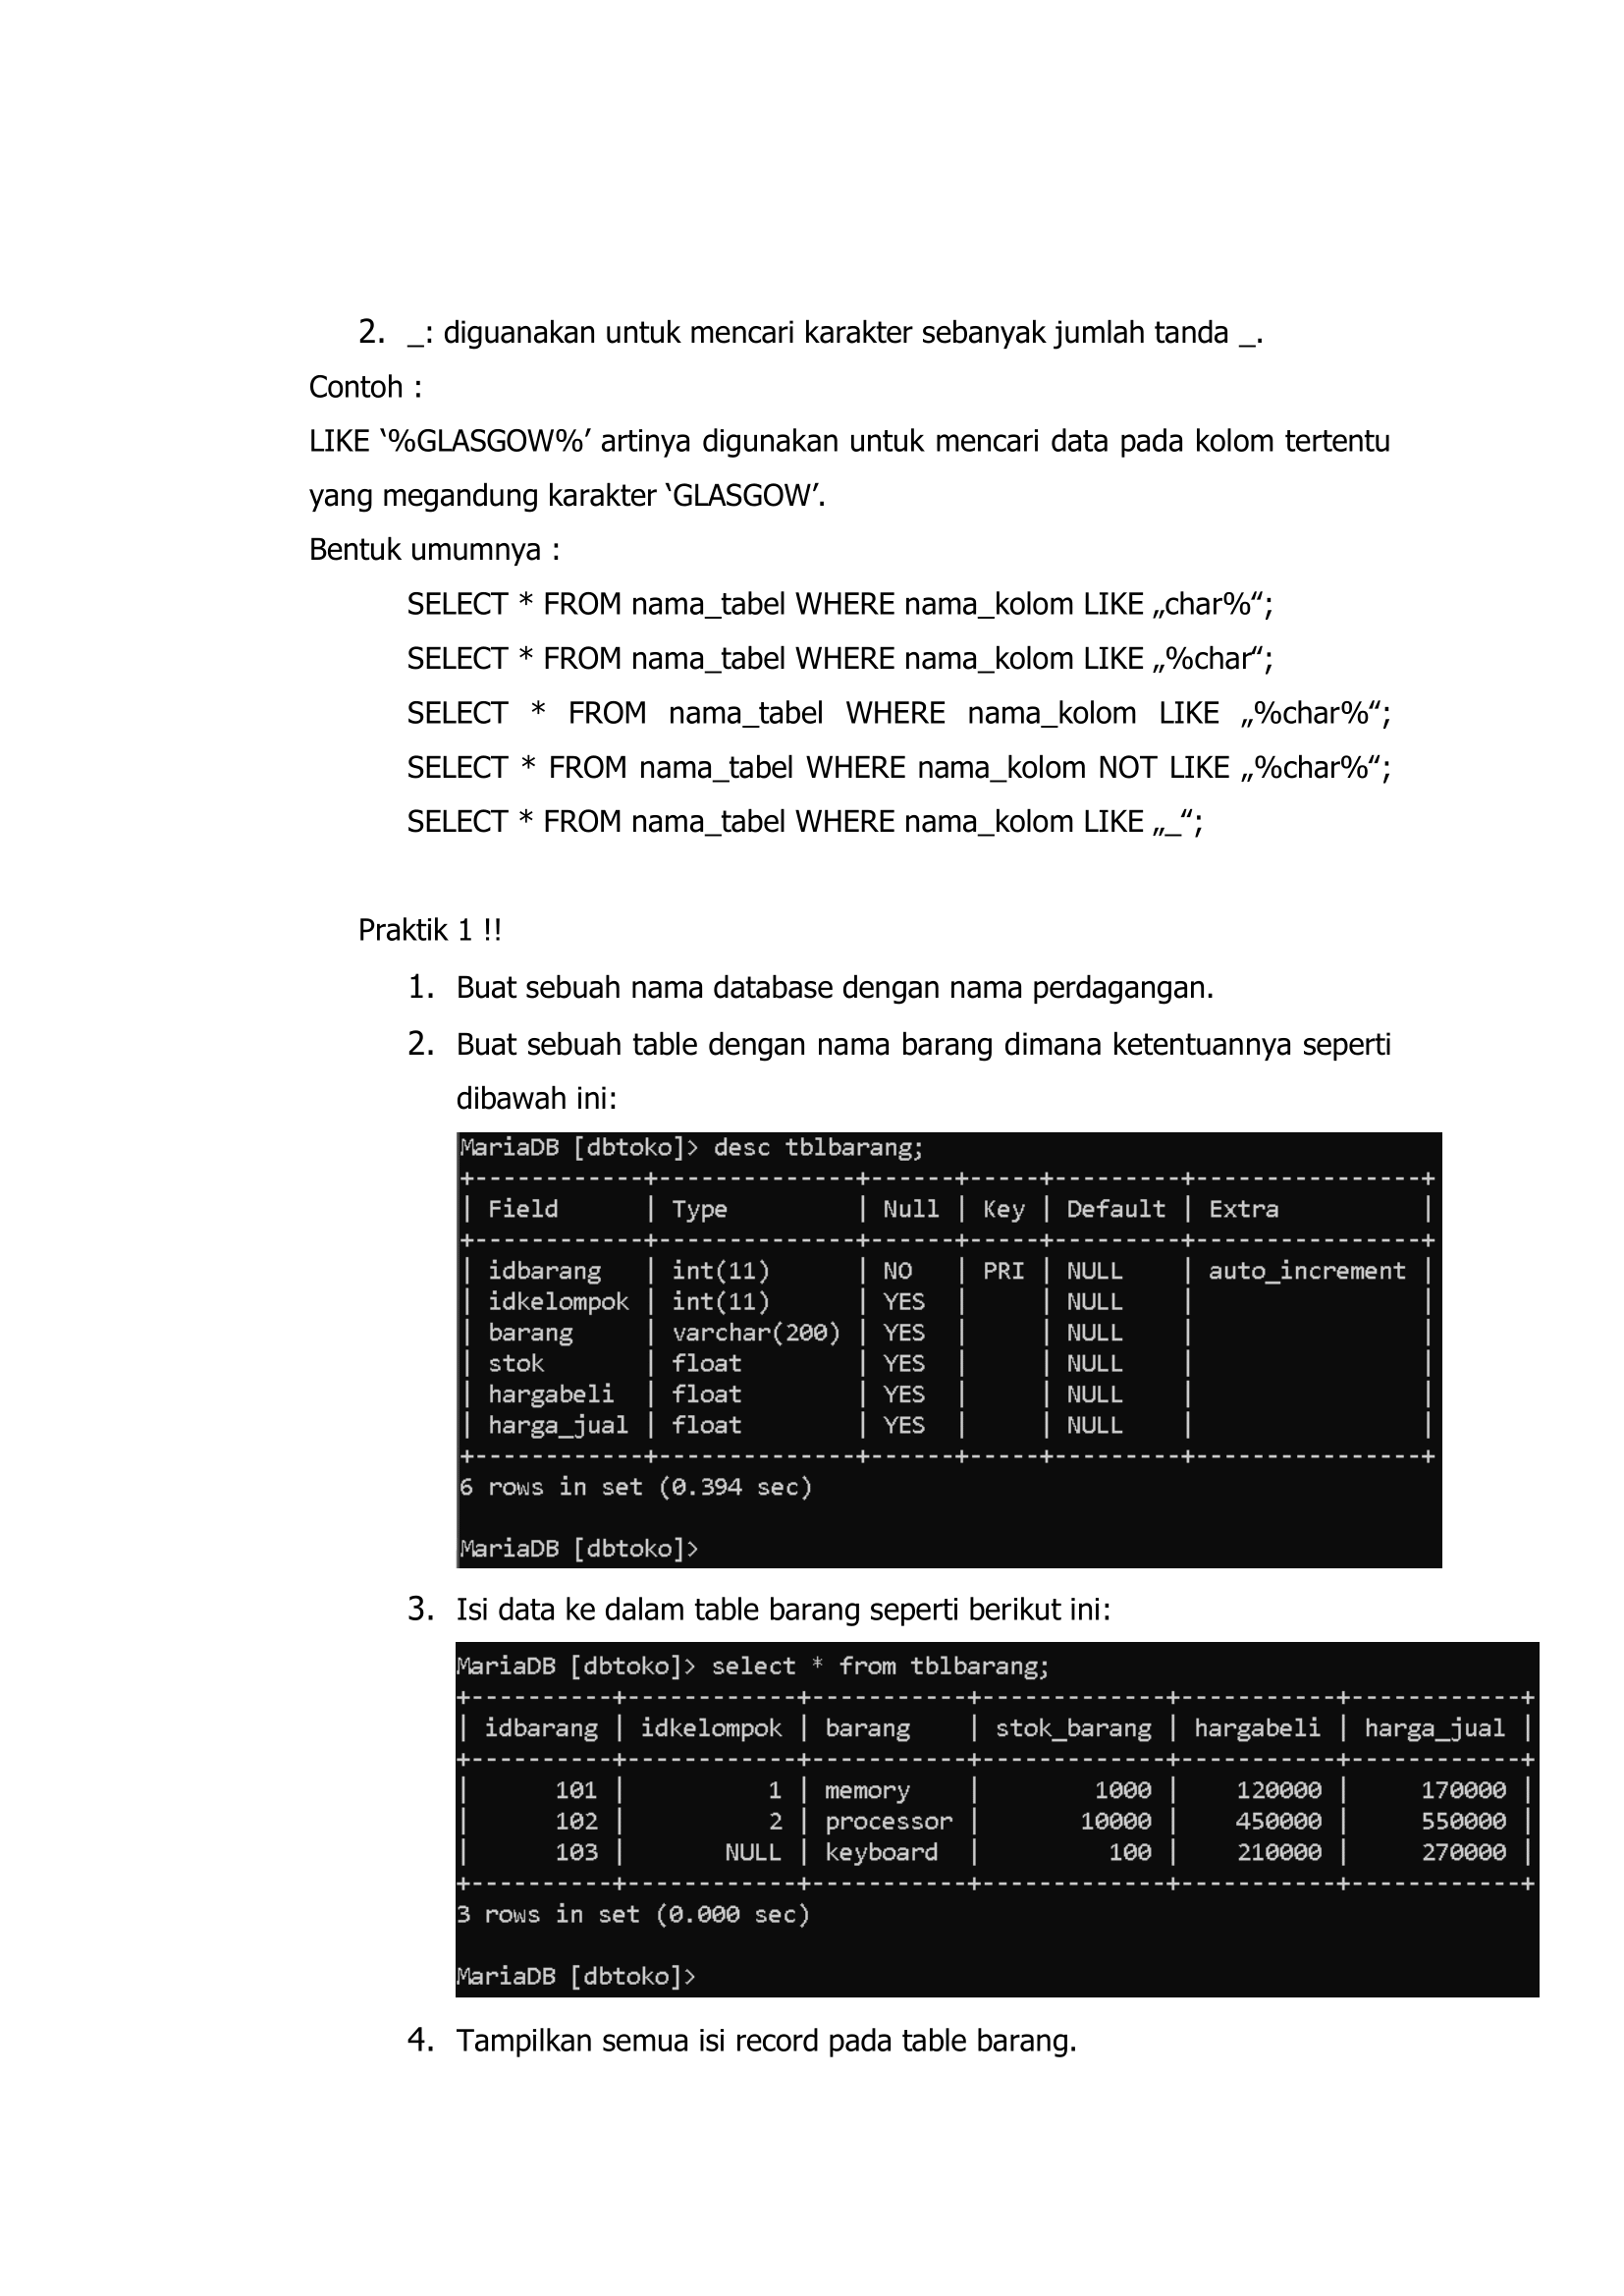 2. _: diguanakan untuk mencari karakter sebanyak jumlah tanda _.
Contoh :
LIKE ‘%GLASGOW%’ artinya digunakan untuk mencari data pada kolom tertentu
yang megandung karakter ‘GLASGOW’.
Bentuk umumnya :
SELECT * FROM nama_tabel WHERE nama_kolom LIKE „char%“;
SELECT * FROM nama_tabel WHERE nama_kolom LIKE „%char“;
SELECT * FROM nama_tabel WHERE nama_kolom LIKE „%char%“;
SELECT * FROM nama_tabel WHERE nama_kolom NOT LIKE „%char%“;
SELECT * FROM nama_tabel WHERE nama_kolom LIKE „_“;
Praktik 1 !!
1. Buat sebuah nama database dengan nama perdagangan.
2. Buat sebuah table dengan nama barang dimana ketentuannya seperti
dibawah ini:
MariaDB [dbtoko]> desc tblbarang;
+------------+--------------+------+-----+---------+----------------+
| Field      | Type         | Null | Key | Default | Extra          |
+------------+--------------+------+-----+---------+----------------+
| idbarang   | int(11)      | NO   | PRI | NULL    | auto_increment |
| idkelompok | int(11)      | YES  |     | NULL    |                |
| barang     | varchar(200) | YES  |     | NULL    |                |
| stok       | float        | YES  |     | NULL    |                |
| hargabeli  | float        | YES  |     | NULL    |                |
| harga_jual | float        | YES  |     | NULL    |                |
+------------+--------------+------+-----+---------+----------------+
6 rows in set (0.394 sec)
MariaDB [dbtoko]>
3. Isi data ke dalam table barang seperti berikut ini:
MariaDB [dbtoko]> select * from tblbarang;
+----------+------------+-----------+-------------+-----------+------------+
| idbarang | idkelompok | barang    | stok_barang | hargabeli | harga_jual |
+----------+------------+-----------+-------------+-----------+------------+
|      101 |          1 | memory    |        1000 |    120000 |     170000 |
|      102 |          2 | processor |       10000 |    450000 |     550000 |
|      103 |       NULL | keyboard  |         100 |    210000 |     270000 |
+----------+------------+-----------+-------------+-----------+------------+
3 rows in set (0.000 sec)
MariaDB [dbtoko]>
4. Tampilkan semua isi record pada table barang.